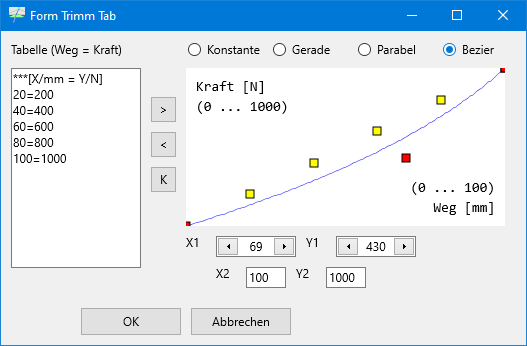 Form Trimm Tab
Tabelle (Weg = Kraft)
Konstante
Gerade
Parabel
Bezier
***[X/mm = Y/N]
20=200
40=400
60=600
80=800
100=1000
>
<
K
Kraft [N]
(0 ... 1000)
(0 ... 100)
Weg [mm]
X1 69 Y1 430
X2 100 Y2 1000
OK
Abbrechen